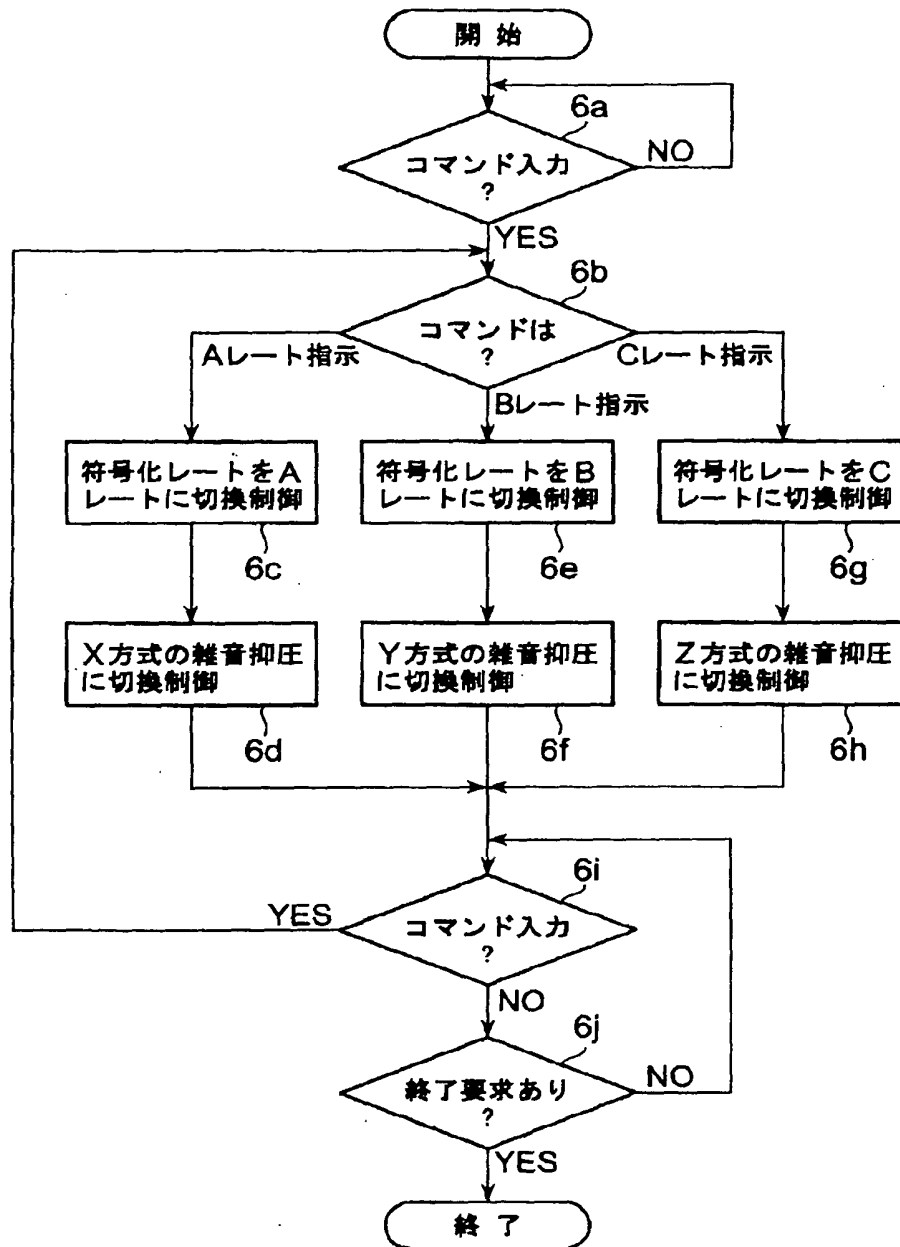 開始
6a
コマンド入力
?
NO
YES
6b
コマンドは
?
Aレート指示
Bレート指示
Cレート指示
符号化レートをA
レートに切換制御
6c
符号化レートをB
レートに切換制御
6e
符号化レートをC
レートに切換制御
6g
X方式の雑音抑圧
に切換制御
6d
Y方式の雑音抑圧
に切換制御
6f
Z方式の雑音抑圧
に切換制御
6h
6i
コマンド入力
?
YES
NO
6j
終了要求あり
?
NO
YES
終了